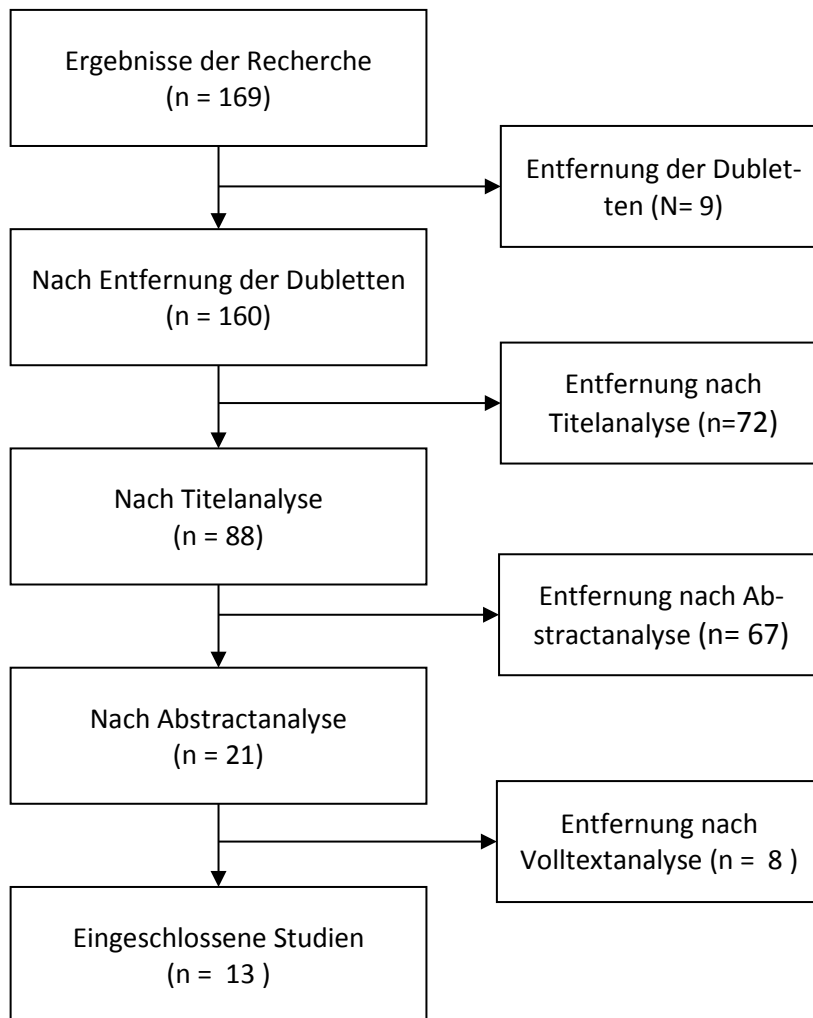 Ergebnisse der Recherche
(n = 169)
Entfernung der Dublet-
ten (N= 9)
Nach Entfernung der Dubletten
(n = 160)
Entfernung nach
Titelanalyse (n=72)
Nach Titelanalyse
(n = 88)
Entfernung nach Ab-
stractanalyse (n= 67)
Nach Abstractanalyse
(n = 21)
Entfernung nach
Volltextanalyse (n =  8 )
Eingeschlossene Studien
(n =  13 )